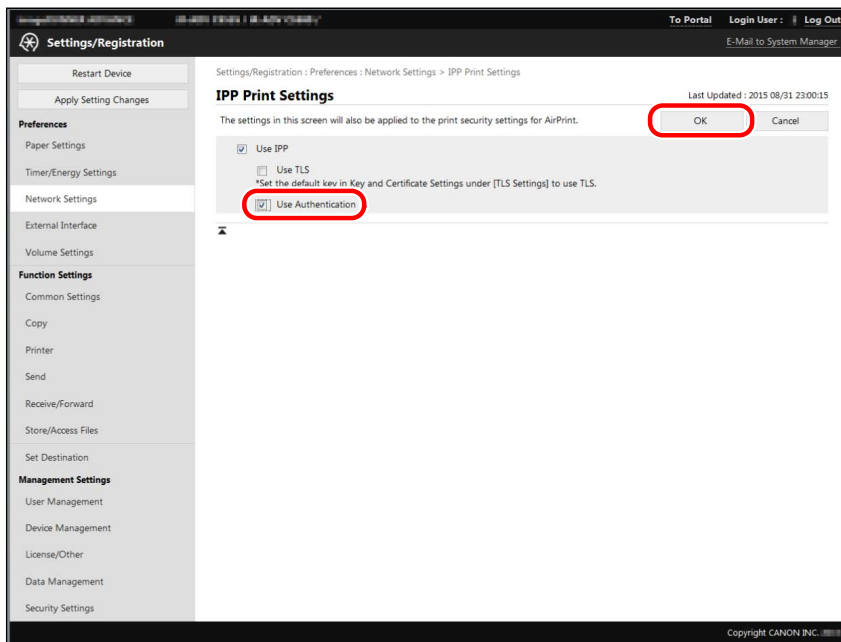 To Portal Login User : Log Out
Settings/Registration
E-Mail to System Manager
Restart Device
Apply Setting Changes
Preferences
Paper Settings
Timer/Energy Settings
Network Settings
External Interface
Volume Settings
Function Settings
Common Settings
Copy
Printer
Send
Receive/Forward
Store/Access Files
Set Destination
Management Settings
User Management
Device Management
License/Other
Data Management
Security Settings
Settings/Registration : Preferences : Network Settings > IPP Print Settings
IPP Print Settings
Last Updated : 2015 08/31 23:00:15
The settings in this screen will also be applied to the print security settings for AirPrint.
OK Cancel
Use IPP
Use TLS
*Set the default key in Key and Certificate Settings under [TLS Settings] to use TLS.
Use Authentication
Copyright CANON INC.